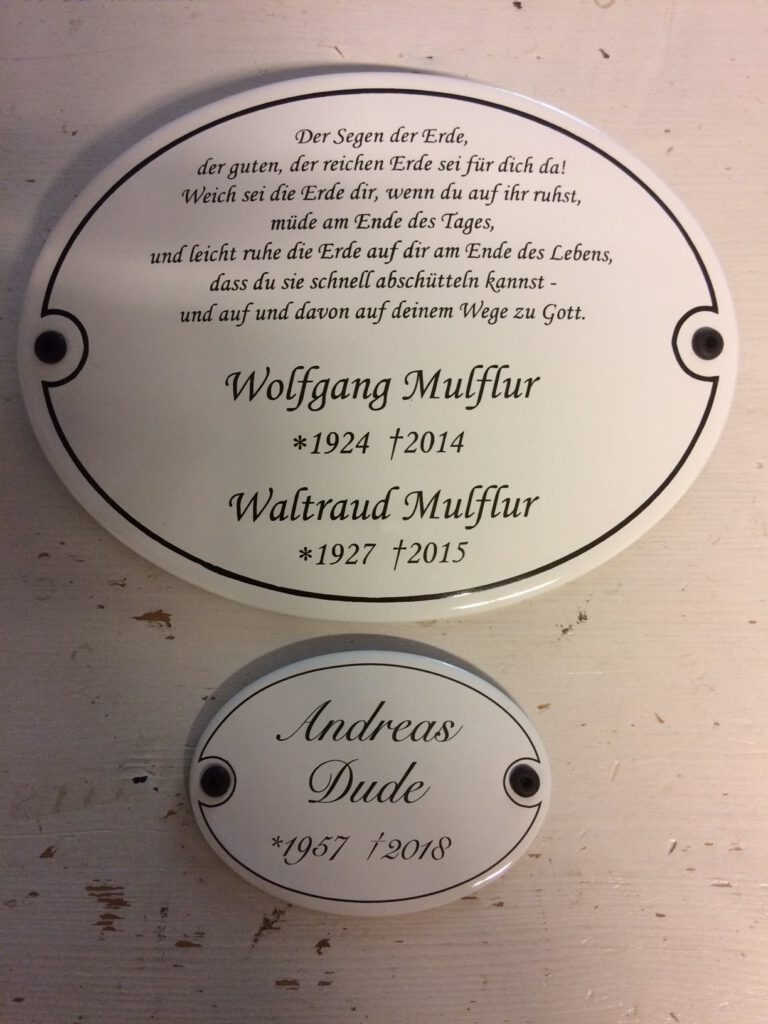 Der Segen der Erde,
der guten, der reichen Erde sei für dich da!
Weich sei die Erde dir, wenn du auf ihr ruhst,
müde am Ende des Tages,
und leicht ruhe die Erde auf dir am Ende des Lebens,
dass du sie schnell abschütteln kannst -
und auf und davon auf deinem Wege zu Gott.
Wolfgang Mulflur
*1924 †2014
Waltraud Mulflur
*1927 †2015
Andreas
Dude
*1957 †2018